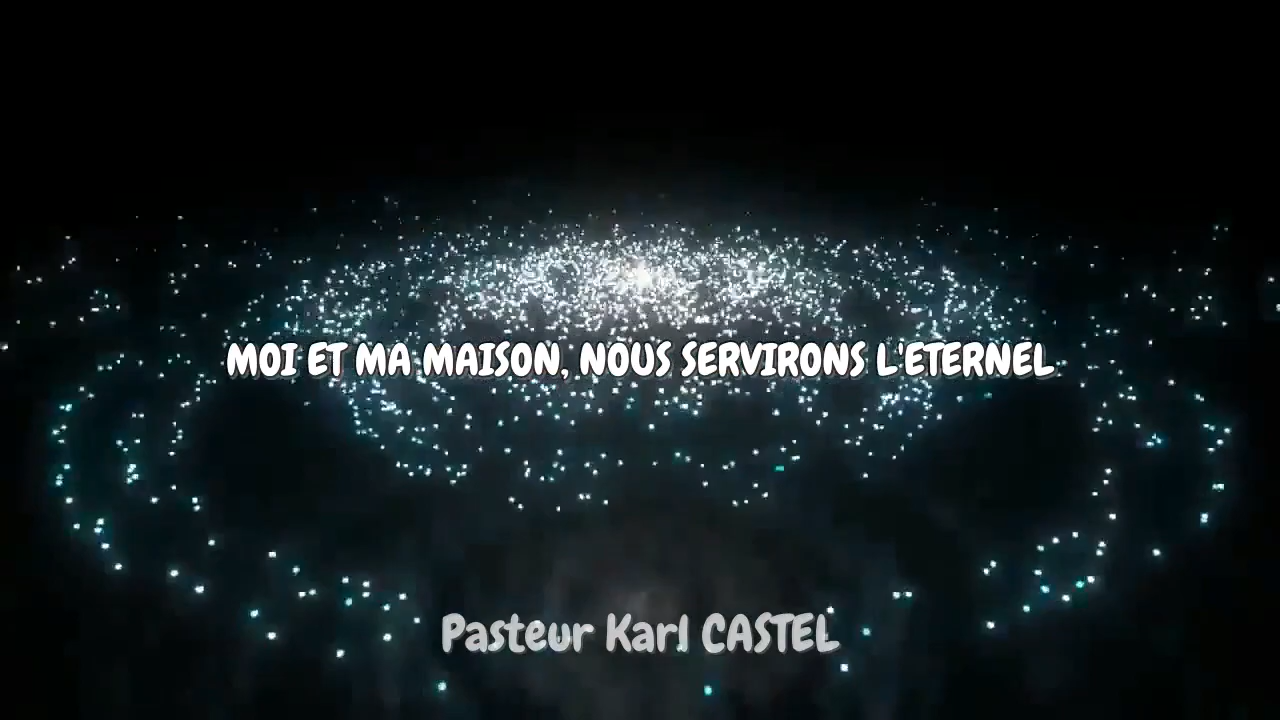 MOI ET MA MAISON, NOUS SERVIRONS L'ETERNEL
Pasteur Karl CASTEL